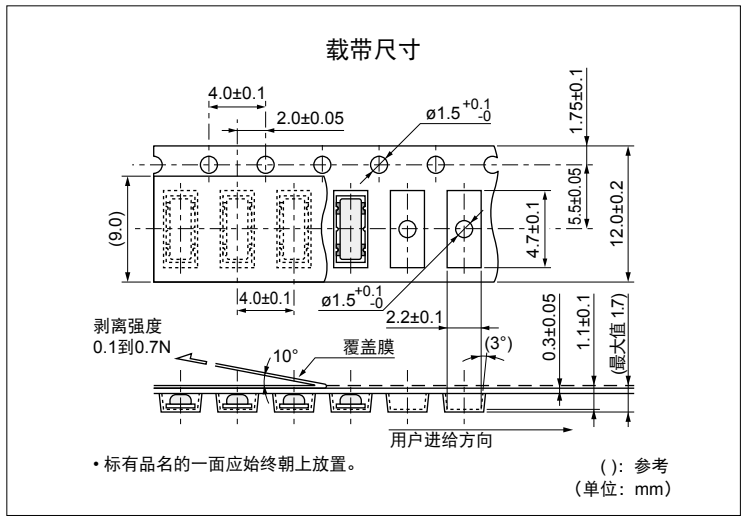 载带尺寸
4.0±0.1
2.0±0.05
ø1.5 +0.1 -0
1.75±0.1
5.5±0.05
12.0±0.2
(9.0)
4.7±0.1
4.0±0.1
ø1.5 +0.1 -0
2.2±0.1
剥离强度
0.1到0.7N
10°
覆盖膜
(3°)
0.3±0.05
1.1±0.1
(最大值 1.7)
用户进给方向
• 标有品名的一面应始终朝上放置。
( ): 参考
(单位: mm)